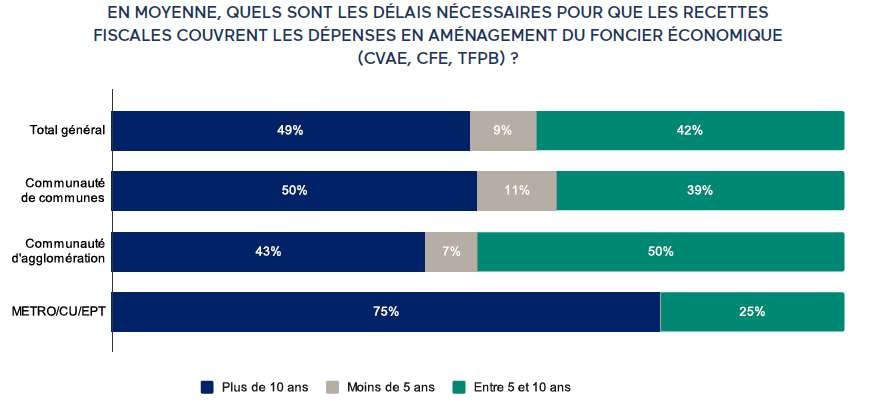 EN MOYENNE, QUELS SONT LES DÉLAIS NÉCESSAIRES POUR QUE LES RECETTES
FISCALES COUVRENT LES DÉPENSES EN AMÉNAGEMENT DU FONCIER ÉCONOMIQUE
(CVAE, CFE, TFPB) ?
Total général
49%
9%
42%
Communauté
de communes
50%
11%
39%
Communauté
d'agglomération
43%
7%
50%
METRO/CU/EPT
75%
25%
Plus de 10 ans
Moins de 5 ans
Entre 5 et 10 ans